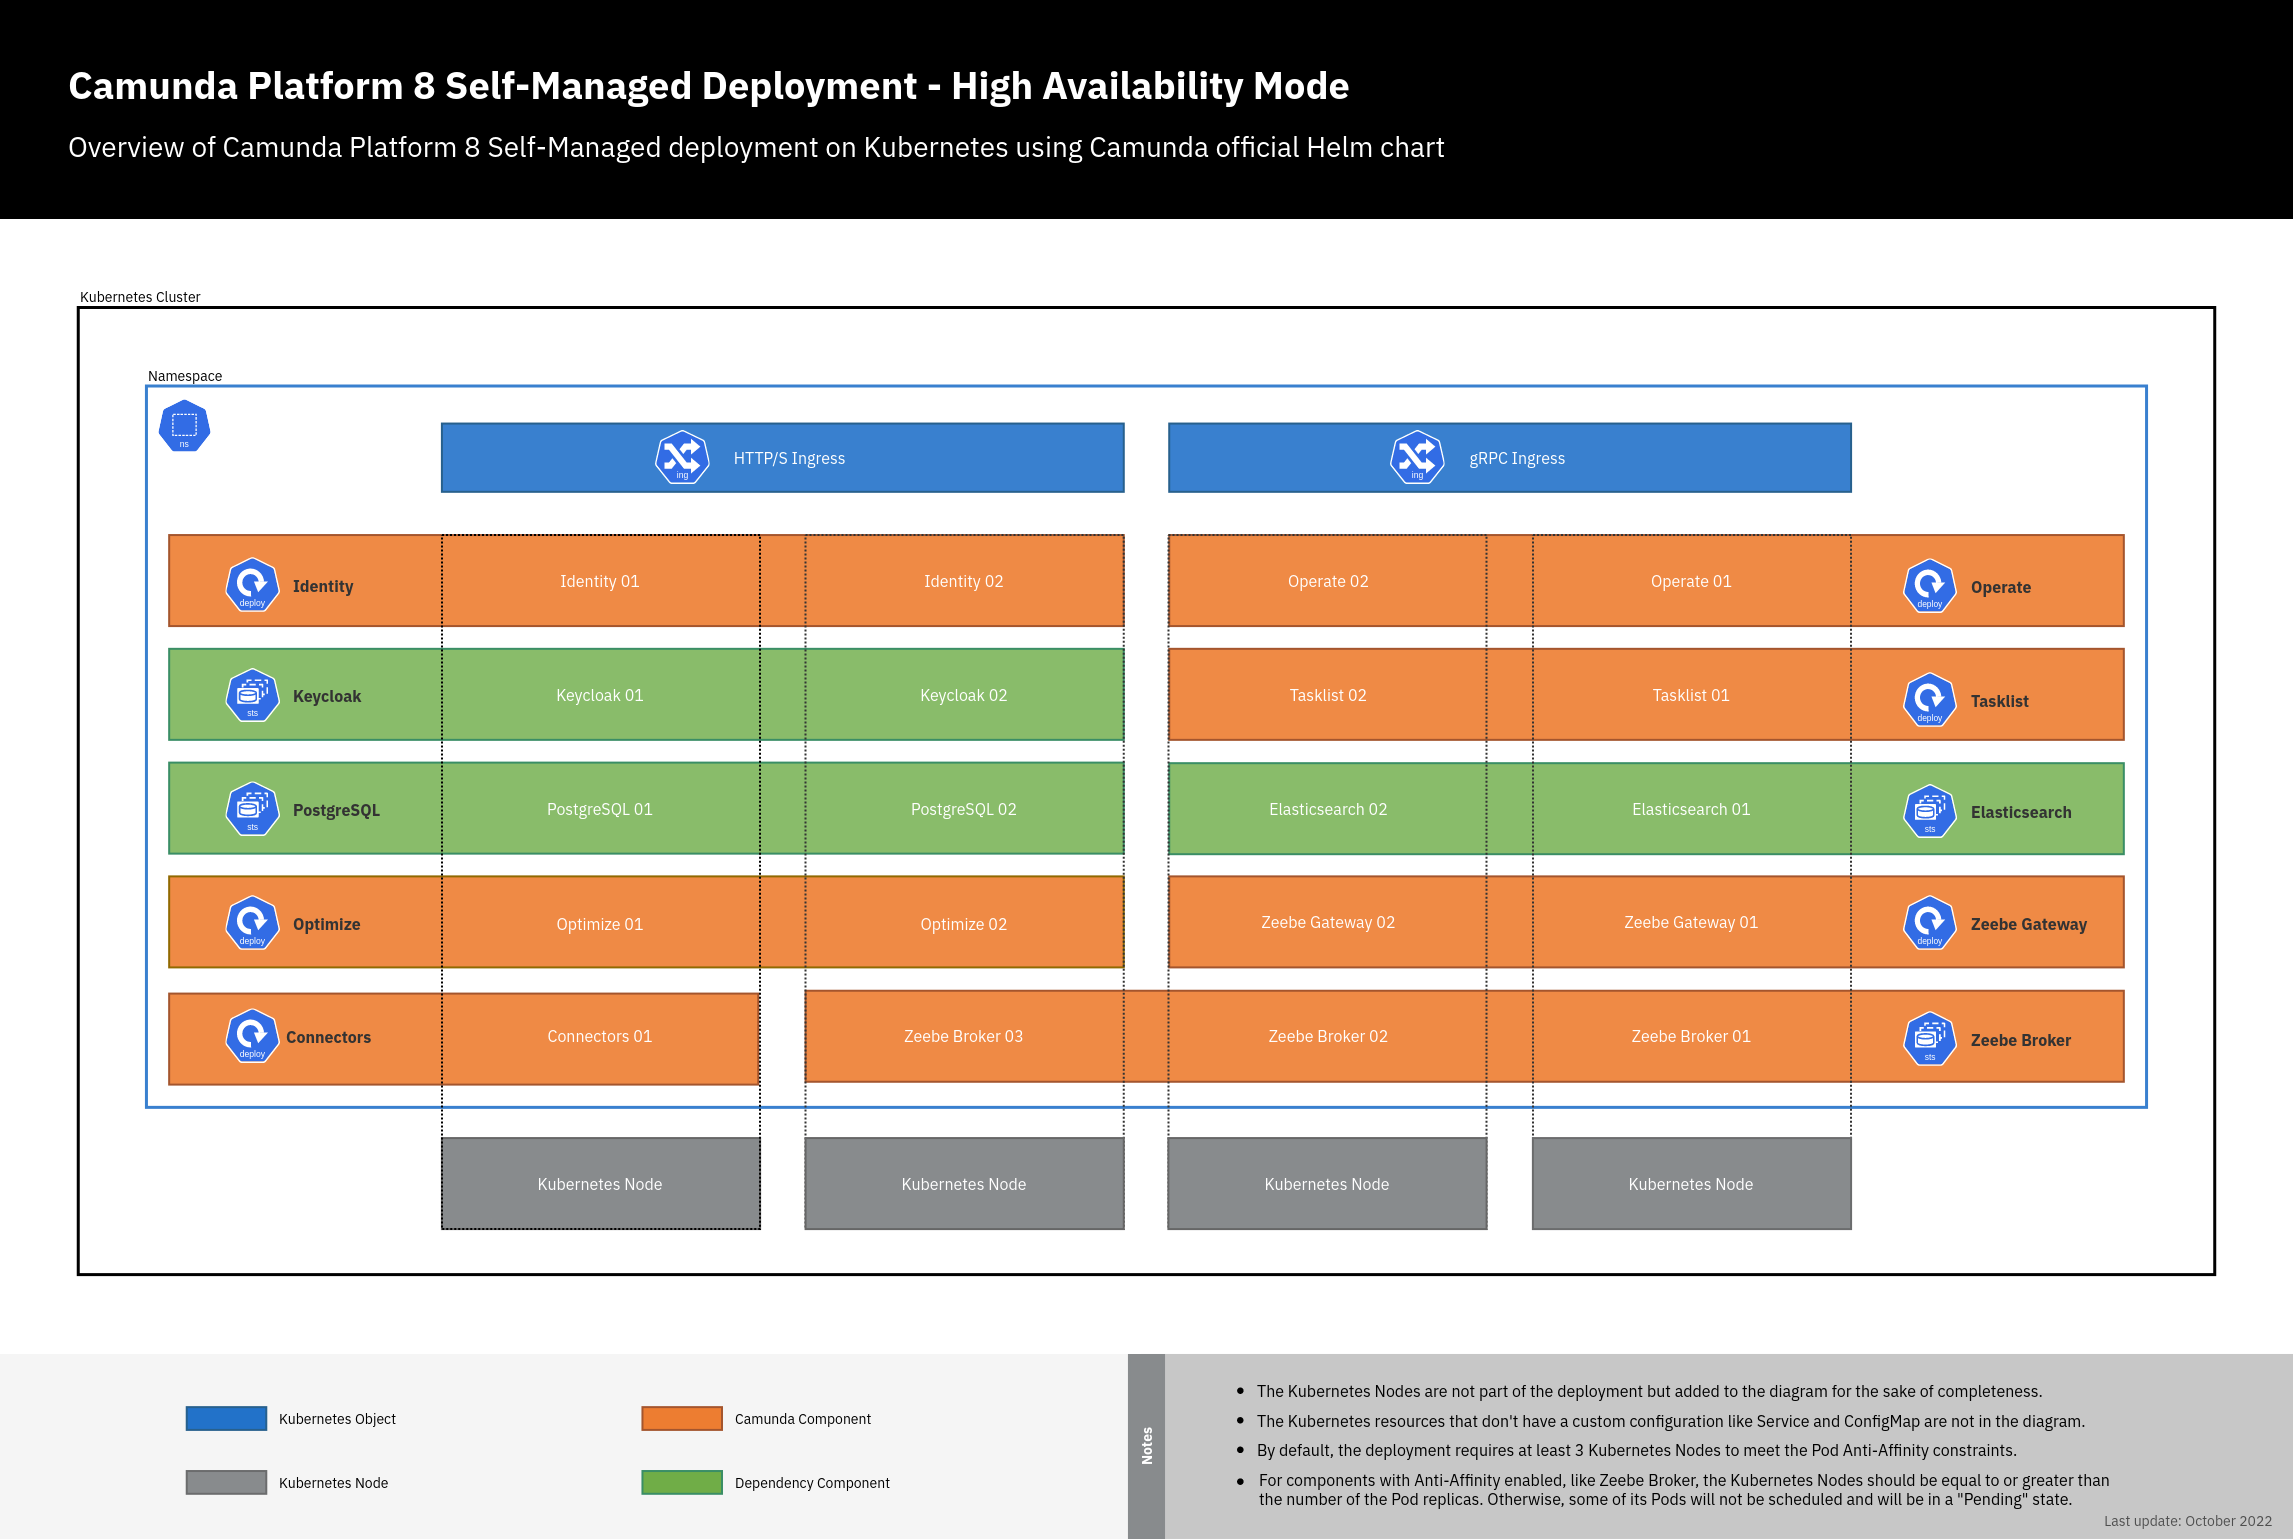 Camunda Platform 8 Self-Managed Deployment - High Availability Mode
Overview of Camunda Platform 8 Self-Managed deployment on Kubernetes using Camunda official Helm chart
Kubernetes Cluster
Namespace
ns
ing
HTTP/S Ingress
ing
gRPC Ingress
deploy
Identity
Identity 01
Identity 02
Operate 02
Operate 01
deploy
Operate
sts
Keycloak
Keycloak 01
Keycloak 02
Tasklist 02
Tasklist 01
deploy
Tasklist
sts
PostgreSQL
PostgreSQL 01
PostgreSQL 02
Elasticsearch 02
Elasticsearch 01
sts
Elasticsearch
deploy
Optimize
Optimize 01
Optimize 02
Zeebe Gateway 02
Zeebe Gateway 01
deploy
Zeebe Gateway
deploy
Connectors
Connectors 01
Zeebe Broker 03
Zeebe Broker 02
Zeebe Broker 01
sts
Zeebe Broker
Kubernetes Node
Kubernetes Node
Kubernetes Node
Kubernetes Node
Kubernetes Object
Camunda Component
Kubernetes Node
Dependency Component
Notes
• The Kubernetes Nodes are not part of the deployment but added to the diagram for the sake of completeness.
• The Kubernetes resources that don't have a custom configuration like Service and ConfigMap are not in the diagram.
• By default, the deployment requires at least 3 Kubernetes Nodes to meet the Pod Anti-Affinity constraints.
• For components with Anti-Affinity enabled, like Zeebe Broker, the Kubernetes Nodes should be equal to or greater than
the number of the Pod replicas. Otherwise, some of its Pods will not be scheduled and will be in a "Pending" state.
Last update: October 2022